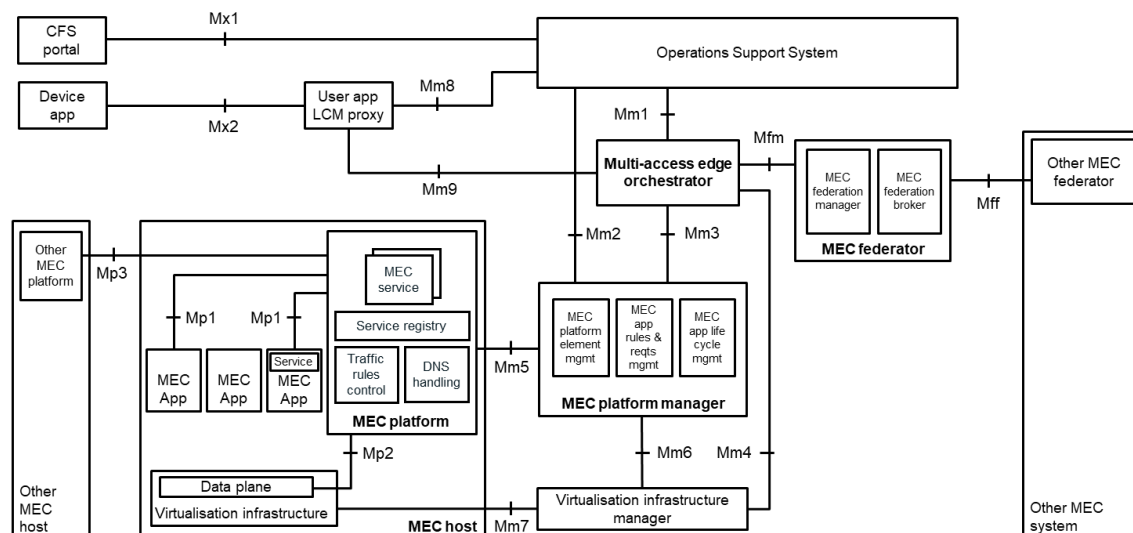 CFS
portal
Mx1
Operations Support System
Device
app
Mx2
User app
LCM proxy
Mm8
Mm9
Mm1
Multi-access edge
orchestrator
Mfm
MEC
federation
manager
MEC
federation
broker
MEC federator
Mff
Other MEC
federator
Other MEC
system
Mm2
Mm3
Other
MEC
platform
Mp3
Other
MEC
host
Mp1
Mp1
MEC
App
MEC
App
Service
MEC
App
MEC
service
Service registry
Traffic
rules
control
DNS
handling
MEC platform
Mp2
Mm5
MEC
platform
element
mgmt
MEC
app
rules &
reqts
mgmt
MEC
app life
cycle
mgmt
MEC platform manager
Mm6
Mm4
Data plane
Virtualisation infrastructure
MEC host
Mm7
Virtualisation infrastructure
manager